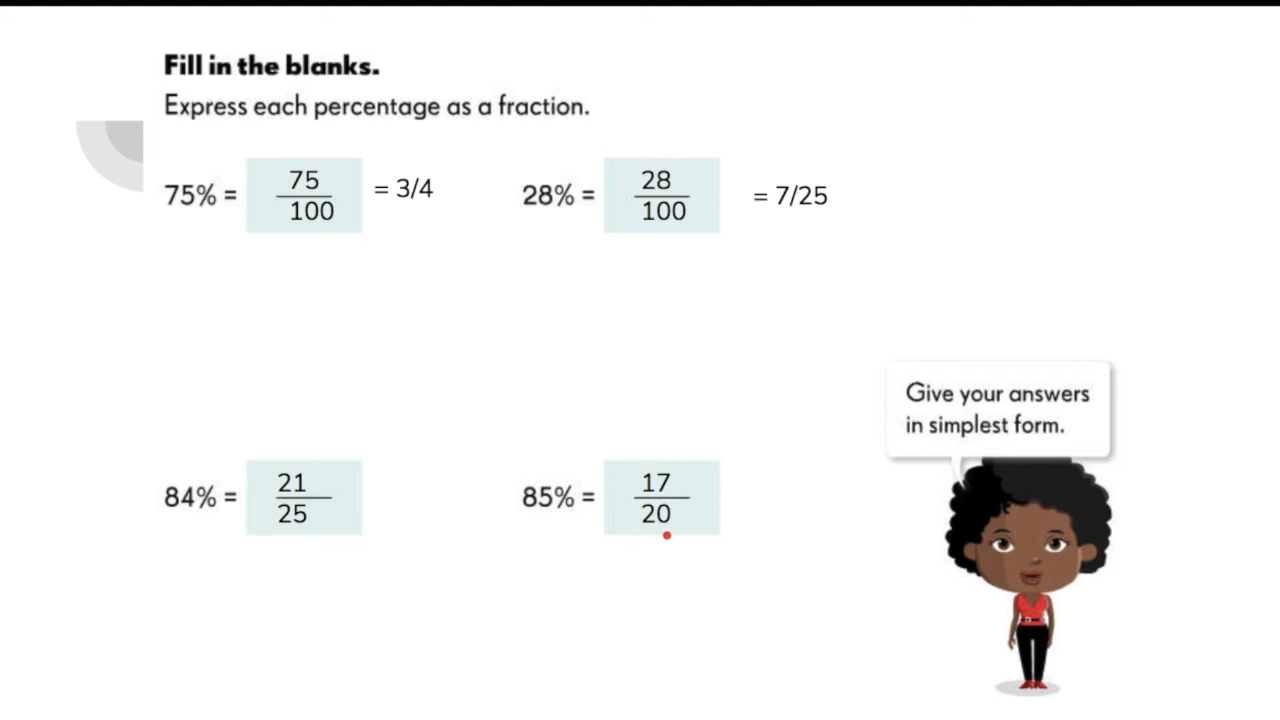 Fill in the blanks.
Express each percentage as a fraction.
75% = 75/100 = 3/4
28% = 28/100 = 7/25
Give your answers
in simplest form.
84% = 21/25
85% = 17/20